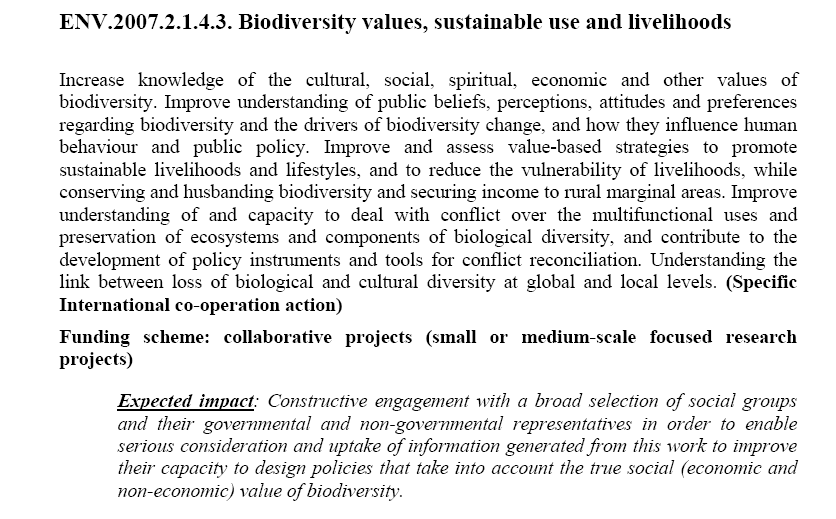 ENV.2007.2.1.4.3. Biodiversity values, sustainable use and livelihoods
Increase knowledge of the cultural, social, spiritual, economic and other values of
biodiversity. Improve understanding of public beliefs, perceptions, attitudes and preferences
regarding biodiversity and the drivers of biodiversity change, and how they influence human
behaviour and public policy. Improve and assess value-based strategies to promote
sustainable livelihoods and lifestyles, and to reduce the vulnerability of livelihoods, while
conserving and husbanding biodiversity and securing income to rural marginal areas. Improve
understanding of and capacity to deal with conflict over the multifunctional uses and
preservation of ecosystems and components of biological diversity, and contribute to the
development of policy instruments and tools for conflict reconciliation. Understanding the
link between loss of biological and cultural diversity at global and local levels. (Specific
International co-operation action)
Funding scheme: collaborative projects (small or medium-scale focused research
projects)
Expected impact: Constructive engagement with a broad selection of social groups
and their governmental and non-governmental representatives in order to enable
serious consideration and uptake of information generated from this work to improve
their capacity to design policies that take into account the true social (economic and
non-economic) value of biodiversity.